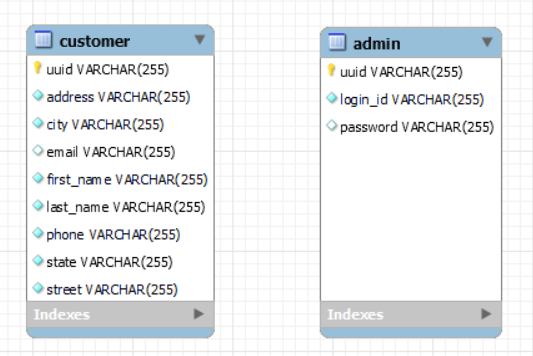 customer
uuid VARCHAR(255)
address VARCHAR(255)
city VARCHAR(255)
email VARCHAR(255)
first_name VARCHAR(255)
last_name VARCHAR(255)
phone VARCHAR(255)
state VARCHAR(255)
street VARCHAR(255)
Indexes
admin
uuid VARCHAR(255)
login_id VARCHAR(255)
password VARCHAR(255)
Indexes